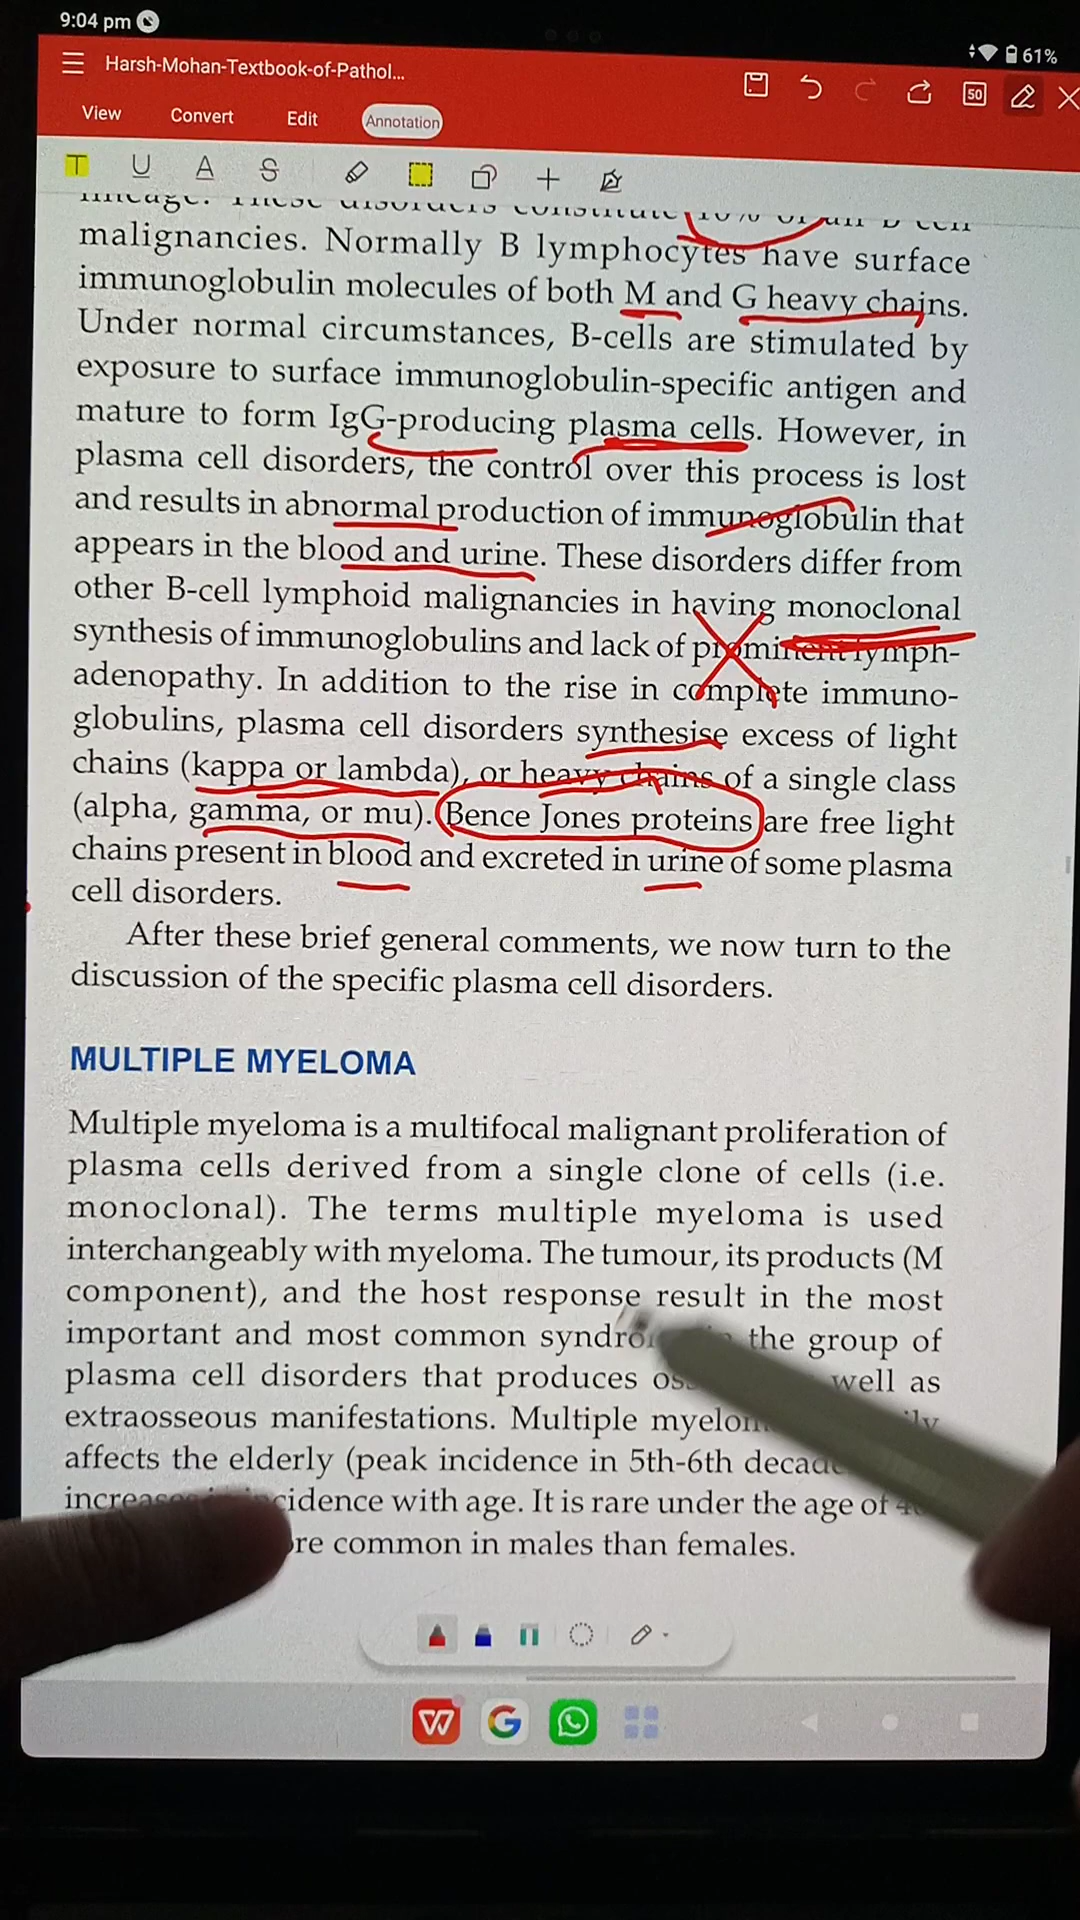 9:04 pm
61%
Harsh-Mohan-Textbook-of-Pathol...
50
View Convert Edit Annotation
T U A S
lineage. These disorders constitute 10% of all B cell
malignancies. Normally B lymphocytes have surface
immunoglobulin molecules of both M and G heavy chains.
Under normal circumstances, B-cells are stimulated by
exposure to surface immunoglobulin-specific antigen and
mature to form IgG-producing plasma cells. However, in
plasma cell disorders, the control over this process is lost
and results in abnormal production of immunoglobulin that
appears in the blood and urine. These disorders differ from
other B-cell lymphoid malignancies in having monoclonal
synthesis of immunoglobulins and lack of prominent lymph-
adenopathy. In addition to the rise in complete immuno-
globulins, plasma cell disorders synthesise excess of light
chains (kappa or lambda), or heavy chains of a single class
(alpha, gamma, or mu). Bence Jones proteins are free light
chains present in blood and excreted in urine of some plasma
cell disorders.
After these brief general comments, we now turn to the
discussion of the specific plasma cell disorders.
MULTIPLE MYELOMA
Multiple myeloma is a multifocal malignant proliferation of
plasma cells derived from a single clone of cells (i.e.
monoclonal). The terms multiple myeloma is used
interchangeably with myeloma. The tumour, its products (M
component), and the host response result in the most
important and most common the group of
plasma cell disorders that produces well as
extraosseous manifestations. Multiple
affects the elderly (peak incidence in 5th-6th
incidence with age. It is rare under the age of
common in males than females.
W G